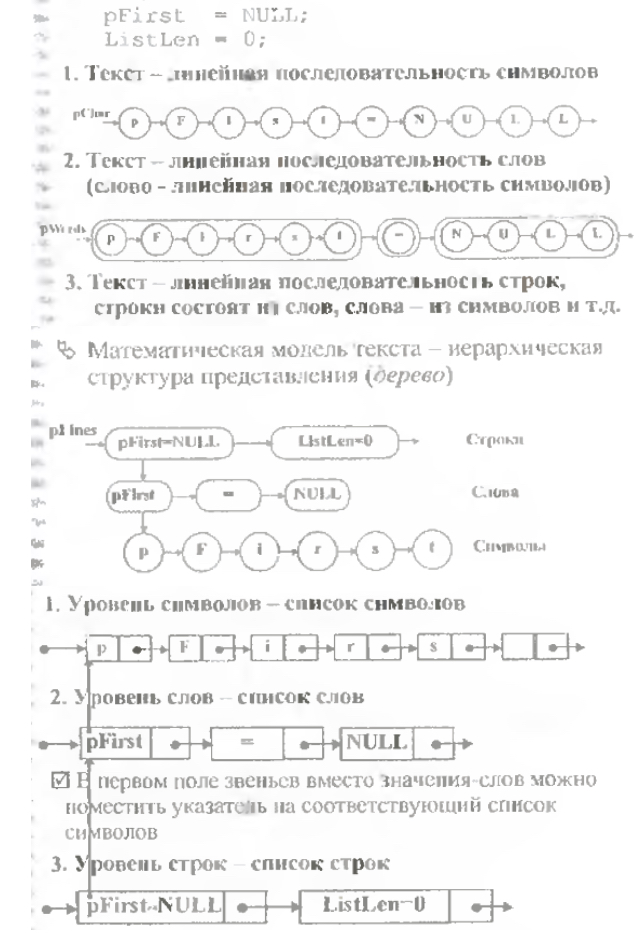 pFirst = NULL;
ListLen = 0;
1. Текст – линейная последовательность символов
pChar p F i s t = N U L L
2. Текст – линейная последовательность слов
(слово - линейная последовательность символов)
pWords p F i r s t = N U L L
3. Текст – линейная последовательность строк,
строки состоят из слов, слова – из символов и т.д.
Математическая модель текста – иерархическая
структура представления (дерево)
pLines pFirst=NULL ListLen=0 Строки
pFirst = NULL Слова
p F i r s t Символы
1. Уровень символов – список символов
p F i r s
2. Уровень слов – список слов
pFirst = NULL
☑ В первом поле звеньев вместо значения-слов можно
поместить указатель на соответствующий список
символов
3. Уровень строк – список строк
pFirst=NULL ListLen=0